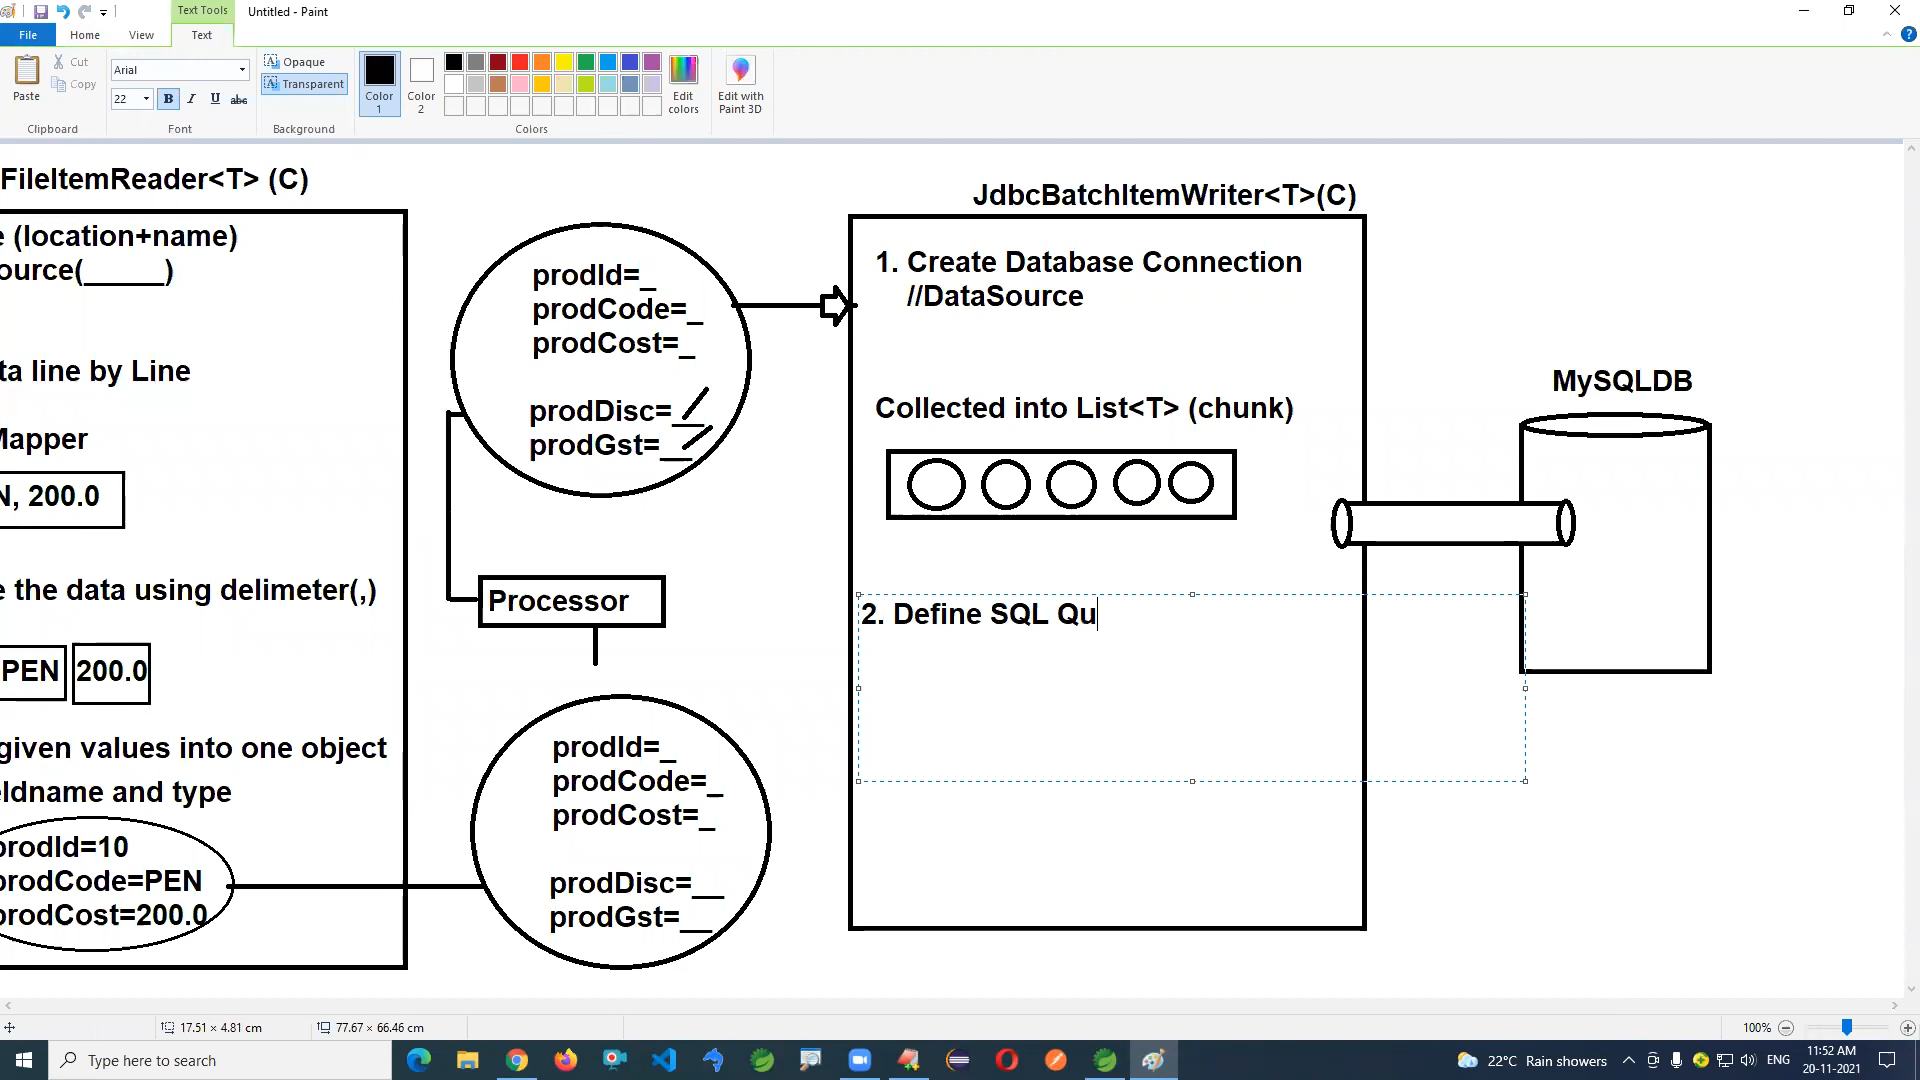 Text Tools
Untitled - Paint
File
Home
View
Text
Paste
Cut
Copy
Clipboard
Arial
22
B
I
U
abc
Font
Opaque
Transparent
Background
Color 1
Color 2
Colors
Edit colors
Edit with Paint 3D
FileItemReader<T> (C)
(location+name)
ource(_____)
ta line by Line
Mapper
N, 200.0
e the data using delimeter(,)
PEN
200.0
given values into one object
eldname and type
prodId=10
prodCode=PEN
prodCost=200.0
prodId=_
prodCode=_
prodCost=_
prodDisc=__
prodGst=__
Processor
prodId=_
prodCode=_
prodCost=_
prodDisc=__
prodGst=__
JdbcBatchItemWriter<T>(C)
1. Create Database Connection
//DataSource
Collected into List<T> (chunk)
2. Define SQL Qu
MySQLDB
17.51 × 4.81 cm
77.67 × 66.46 cm
100%
Type here to search
22°C Rain showers
ENG
11:52 AM
20-11-2021